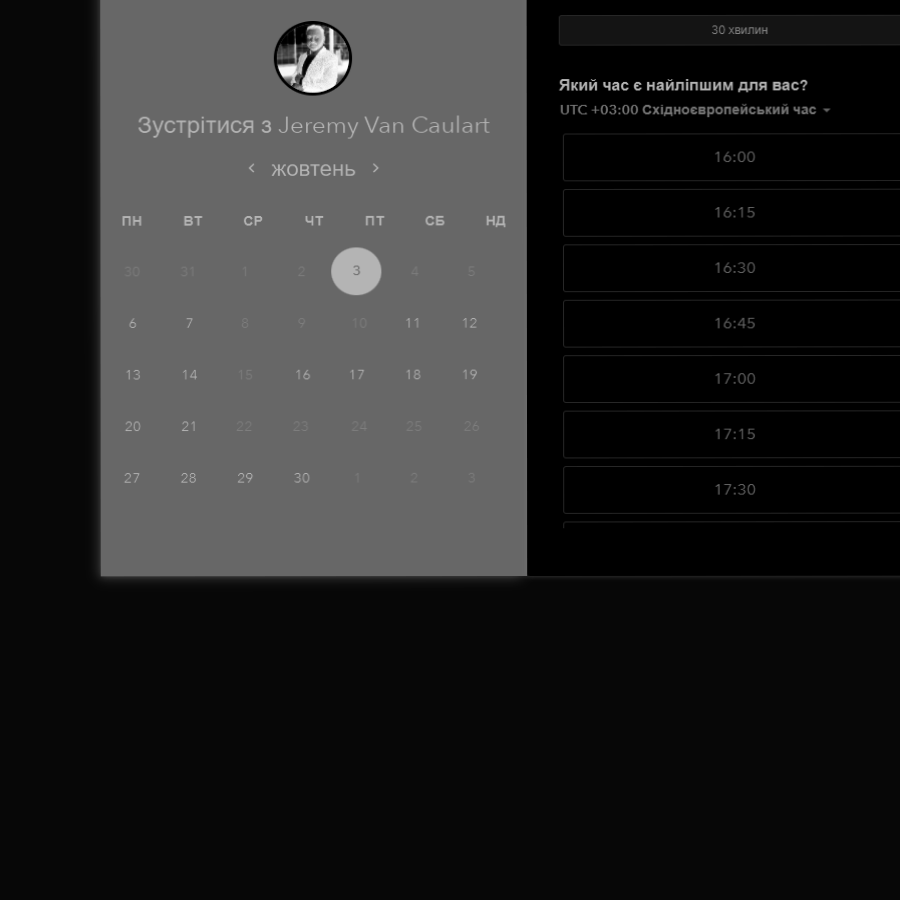 Зустрітися з Jeremy Van Caulart
жовтень
ПН ВТ СР ЧТ ПТ СБ НД
30 31 1 2 3 4 5
6 7 8 9 10 11 12
13 14 15 16 17 18 19
20 21 22 23 24 25 26
27 28 29 30 1 2 3
30 хвилин
Який час є найліпшим для вас?
UTC +03:00 Східноєвропейський час
16:00
16:15
16:30
16:45
17:00
17:15
17:30